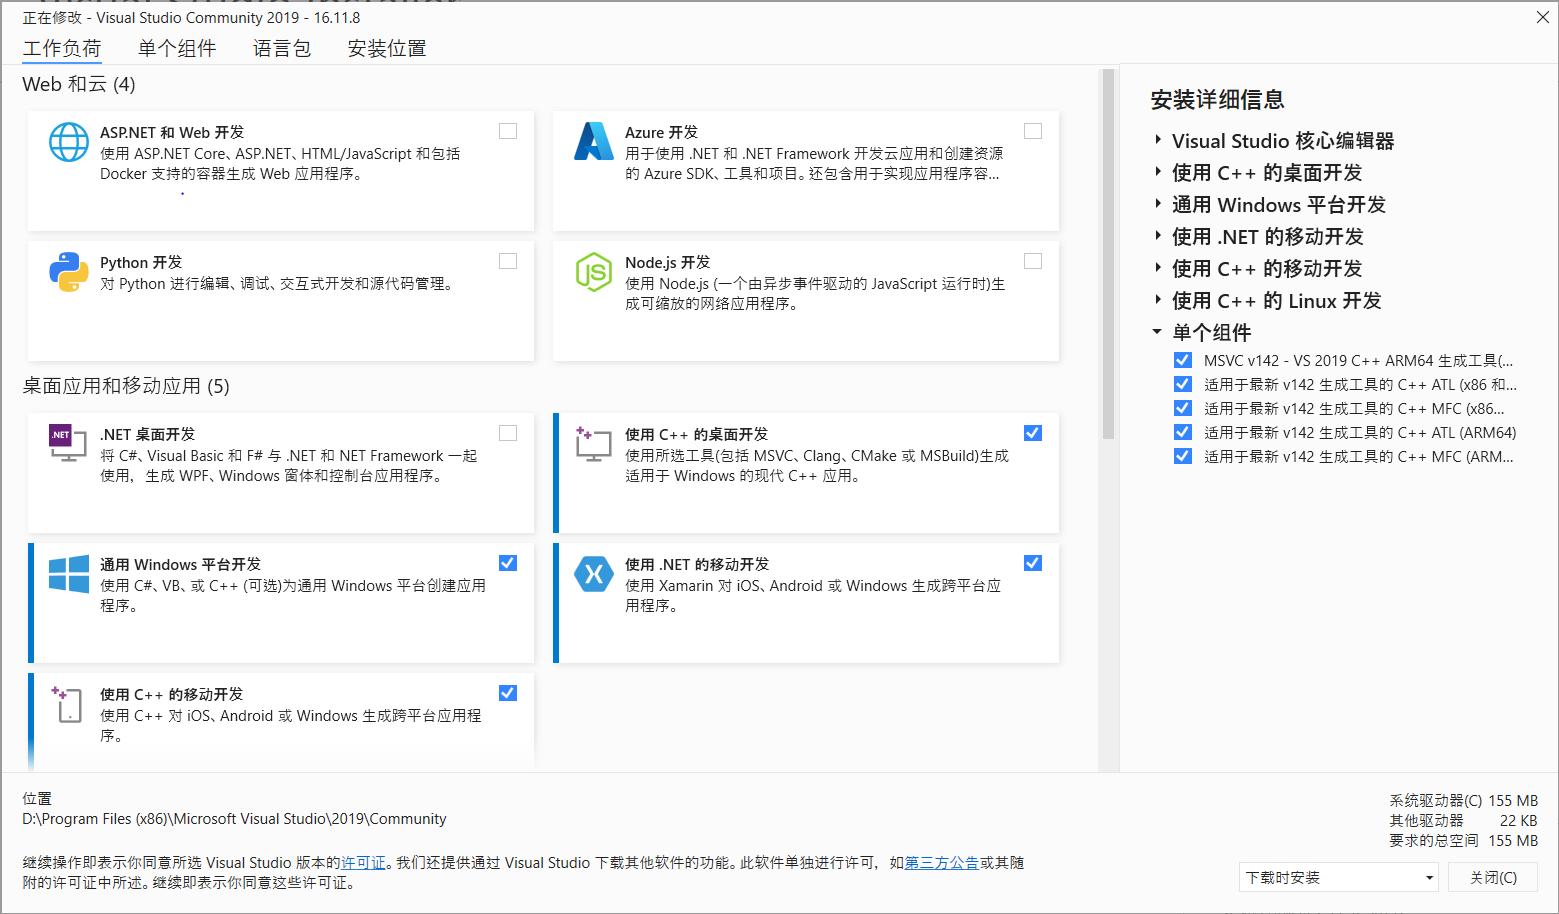 正在修改 - Visual Studio Community 2019 - 16.11.8
工作负荷 单个组件 语言包 安装位置
Web 和云 (4)
ASP.NET 和 Web 开发
使用 ASP.NET Core、ASP.NET、HTML/JavaScript 和包括
Docker 支持的容器生成 Web 应用程序。
Azure 开发
用于使用 .NET 和 .NET Framework 开发云应用和创建资源
的 Azure SDK、工具和项目。还包含用于实现应用程序容...
Python 开发
对 Python 进行编辑、调试、交互式开发和源代码管理。
Node.js 开发
使用 Node.js (一个由异步事件驱动的 JavaScript 运行时)生
成可缩放的网络应用程序。
桌面应用和移动应用 (5)
.NET
.NET 桌面开发
将 C#、Visual Basic 和 F# 与 .NET 和 NET Framework 一起
使用，生成 WPF、Windows 窗体和控制台应用程序。
使用 C++ 的桌面开发
使用所选工具(包括 MSVC、Clang、CMake 或 MSBuild)生成
适用于 Windows 的现代 C++ 应用。
通用 Windows 平台开发
使用 C#、VB、或 C++ (可选)为通用 Windows 平台创建应用
程序。
使用 .NET 的移动开发
使用 Xamarin 对 iOS、Android 或 Windows 生成跨平台应
用程序。
使用 C++ 的移动开发
使用 C++ 对 iOS、Android 或 Windows 生成跨平台应用程
序。
安装详细信息
Visual Studio 核心编辑器
使用 C++ 的桌面开发
通用 Windows 平台开发
使用 .NET 的移动开发
使用 C++ 的移动开发
使用 C++ 的 Linux 开发
单个组件
MSVC v142 - VS 2019 C++ ARM64 生成工具(...
适用于最新 v142 生成工具的 C++ ATL (x86 和...
适用于最新 v142 生成工具的 C++ MFC (x86...
适用于最新 v142 生成工具的 C++ ATL (ARM64)
适用于最新 v142 生成工具的 C++ MFC (ARM...
位置
D:\Program Files (x86)\Microsoft Visual Studio\2019\Community
继续操作即表示你同意所选 Visual Studio 版本的许可证。我们还提供通过 Visual Studio 下载其他软件的功能。此软件单独进行许可，如第三方公告或其随
附的许可证中所述。继续即表示你同意这些许可证。
系统驱动器(C) 155 MB
其他驱动器 22 KB
要求的总空间 155 MB
下载时安装
关闭(C)